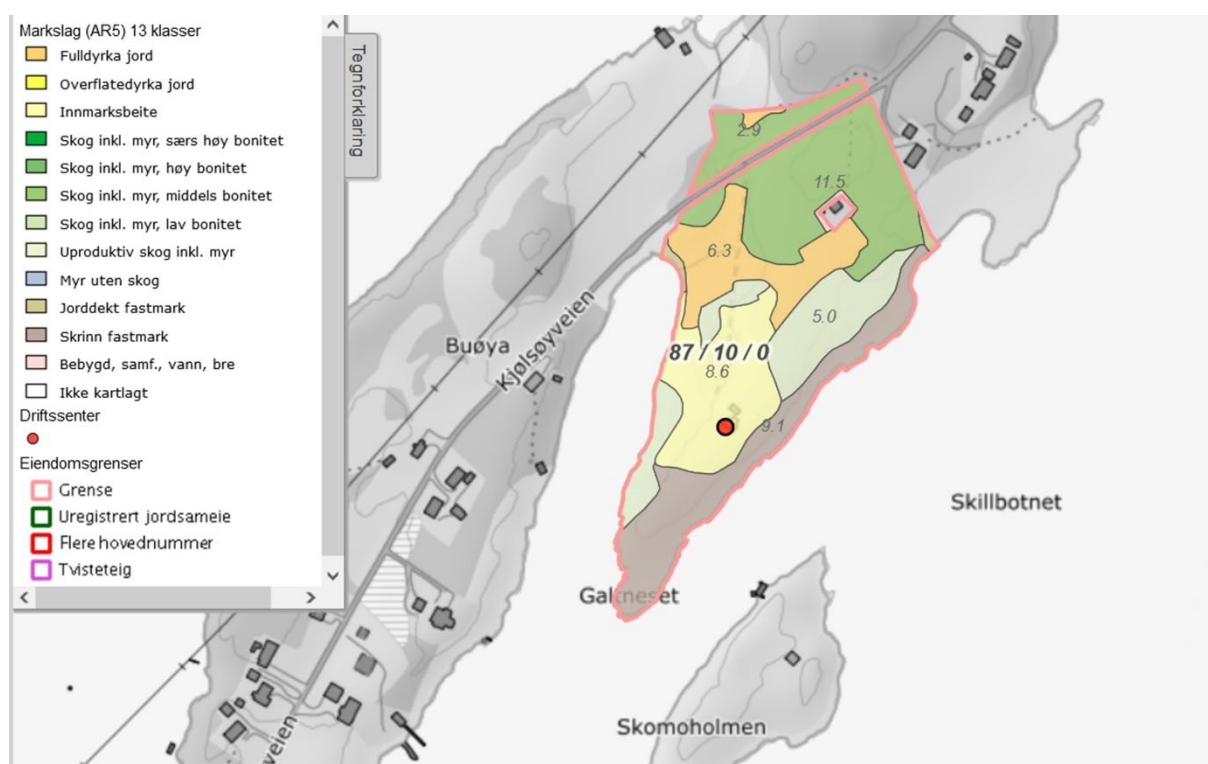 Markslag (AR5) 13 klasser
Fulldyrka jord
Overflatedyrka jord
Innmarksbeite
Skog inkl. myr, særs høy bonitet
Skog inkl. myr, høy bonitet
Skog inkl. myr, middels bonitet
Skog inkl. myr, lav bonitet
Uproduktiv skog inkl. myr
Myr uten skog
Jorddekt fastmark
Skrinn fastmark
Bebygd, samf., vann, bre
Ikke kartlagt
Driftssenter
Eiendomsgrenser
Grense
Uregistrert jordsameie
Flere hovednummer
Tvisteteig
Tegnforklaring
2.9
11.5
6.3
5.0
87 / 10 / 0
8.6
9.1
Buøya
Kjølsøyveien
Skillbotnet
Galtneset
Skomoholmen
veien